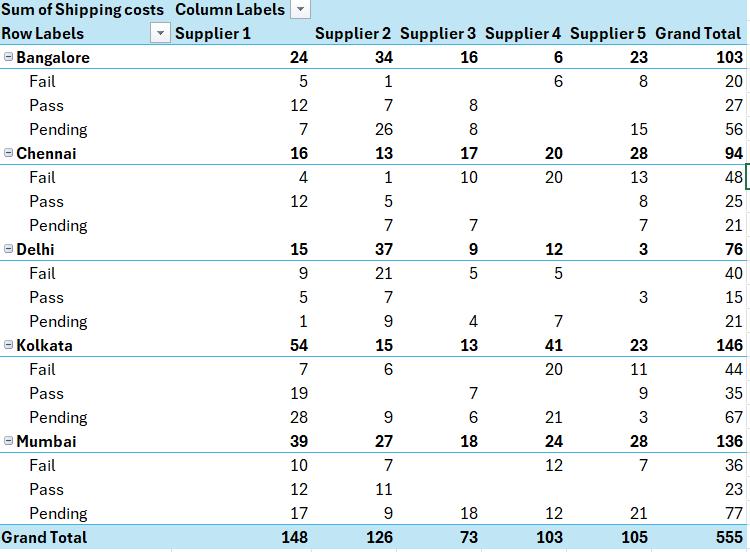 Sum of Shipping costs Column Labels
Row Labels Supplier 1 Supplier 2 Supplier 3 Supplier 4 Supplier 5 Grand Total
Bangalore 24 34 16 6 23 103
Fail 5 1 6 8 20
Pass 12 7 8 27
Pending 7 26 8 15 56
Chennai 16 13 17 20 28 94
Fail 4 1 10 20 13 48
Pass 12 5 8 25
Pending 7 7 7 21
Delhi 15 37 9 12 3 76
Fail 9 21 5 5 40
Pass 5 7 3 15
Pending 1 9 4 7 21
Kolkata 54 15 13 41 23 146
Fail 7 6 20 11 44
Pass 19 7 9 35
Pending 28 9 6 21 3 67
Mumbai 39 27 18 24 28 136
Fail 10 7 12 7 36
Pass 12 11 23
Pending 17 9 18 12 21 77
Grand Total 148 126 73 103 105 555